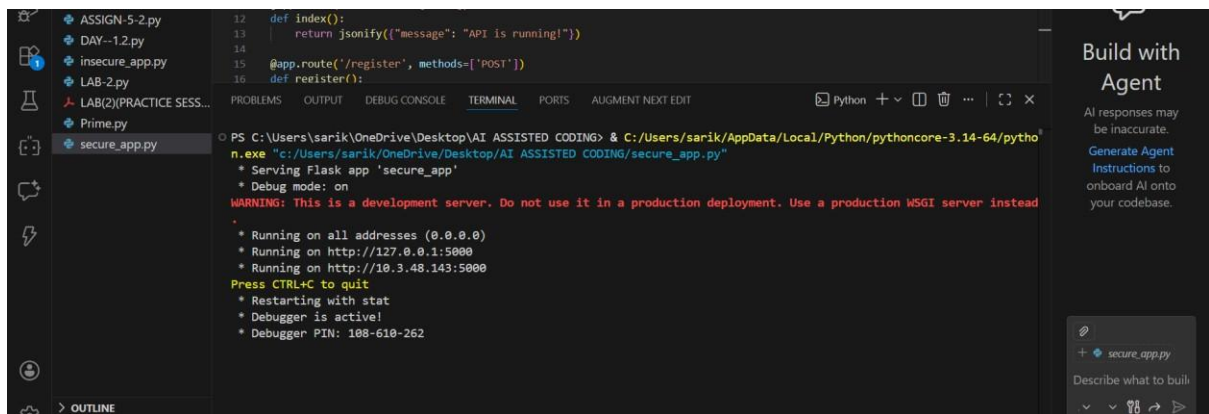 ASSIGN-5-2.py
DAY--1.2.py
insecure_app.py
LAB-2.py
LAB(2)(PRACTICE SESS...
Prime.py
secure_app.py
> OUTLINE
1
12 def index():
13 return jsonify({"message": "API is running!"})
14
15 @app.route('/register', methods=['POST'])
16 def register():
PROBLEMS OUTPUT DEBUG CONSOLE TERMINAL PORTS AUGMENT NEXT EDIT Python
PS C:\Users\sarik\OneDrive\Desktop\AI ASSISTED CODING> & C:/Users/sarik/AppData/Local/Python/pythoncore-3.14-64/pytho
n.exe "c:/Users/sarik/OneDrive/Desktop/AI ASSISTED CODING/secure_app.py"
* Serving Flask app 'secure_app'
* Debug mode: on
WARNING: This is a development server. Do not use it in a production deployment. Use a production WSGI server instead
.
* Running on all addresses (0.0.0.0)
* Running on http://127.0.0.1:5000
* Running on http://10.3.48.143:5000
Press CTRL+C to quit
* Restarting with stat
* Debugger is active!
* Debugger PIN: 108-610-262
Build with
Agent
AI responses may
be inaccurate.
Generate Agent
Instructions to
onboard AI onto
your codebase.
+ secure_app.py
Describe what to buil